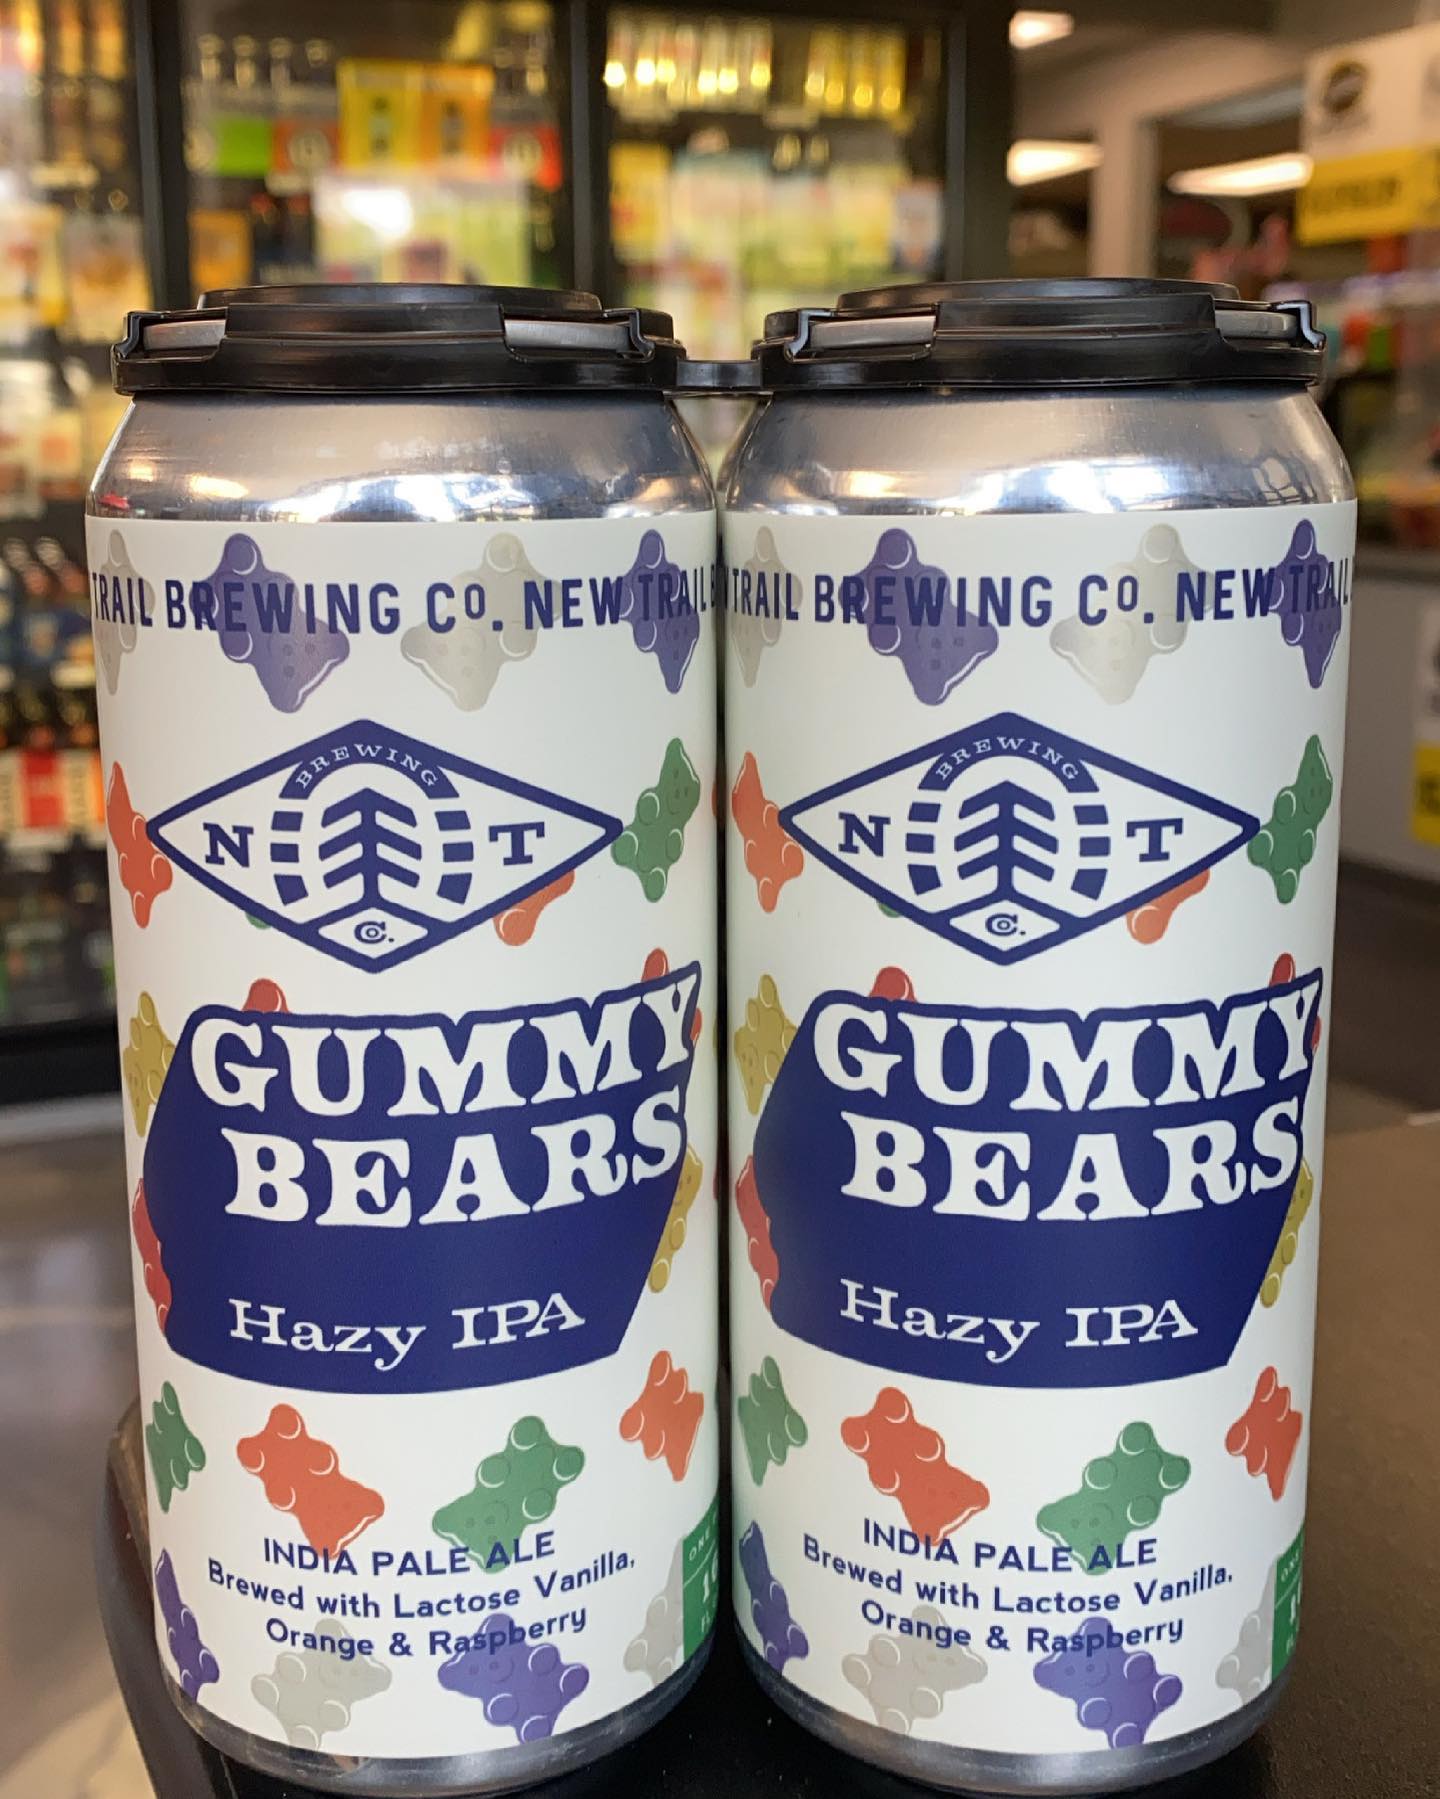 TRAIL BREWING CO. NEW TRAIL
BREWING
N T
CO.
GUMMY
BEARS
Hazy IPA
INDIA PALE ALE
Brewed with Lactose Vanilla,
Orange & Raspberry
TRAIL BREWING CO. NEW TRAIL
BREWING
N T
CO.
GUMMY
BEARS
Hazy IPA
INDIA PALE ALE
Brewed with Lactose Vanilla,
Orange & Raspberry